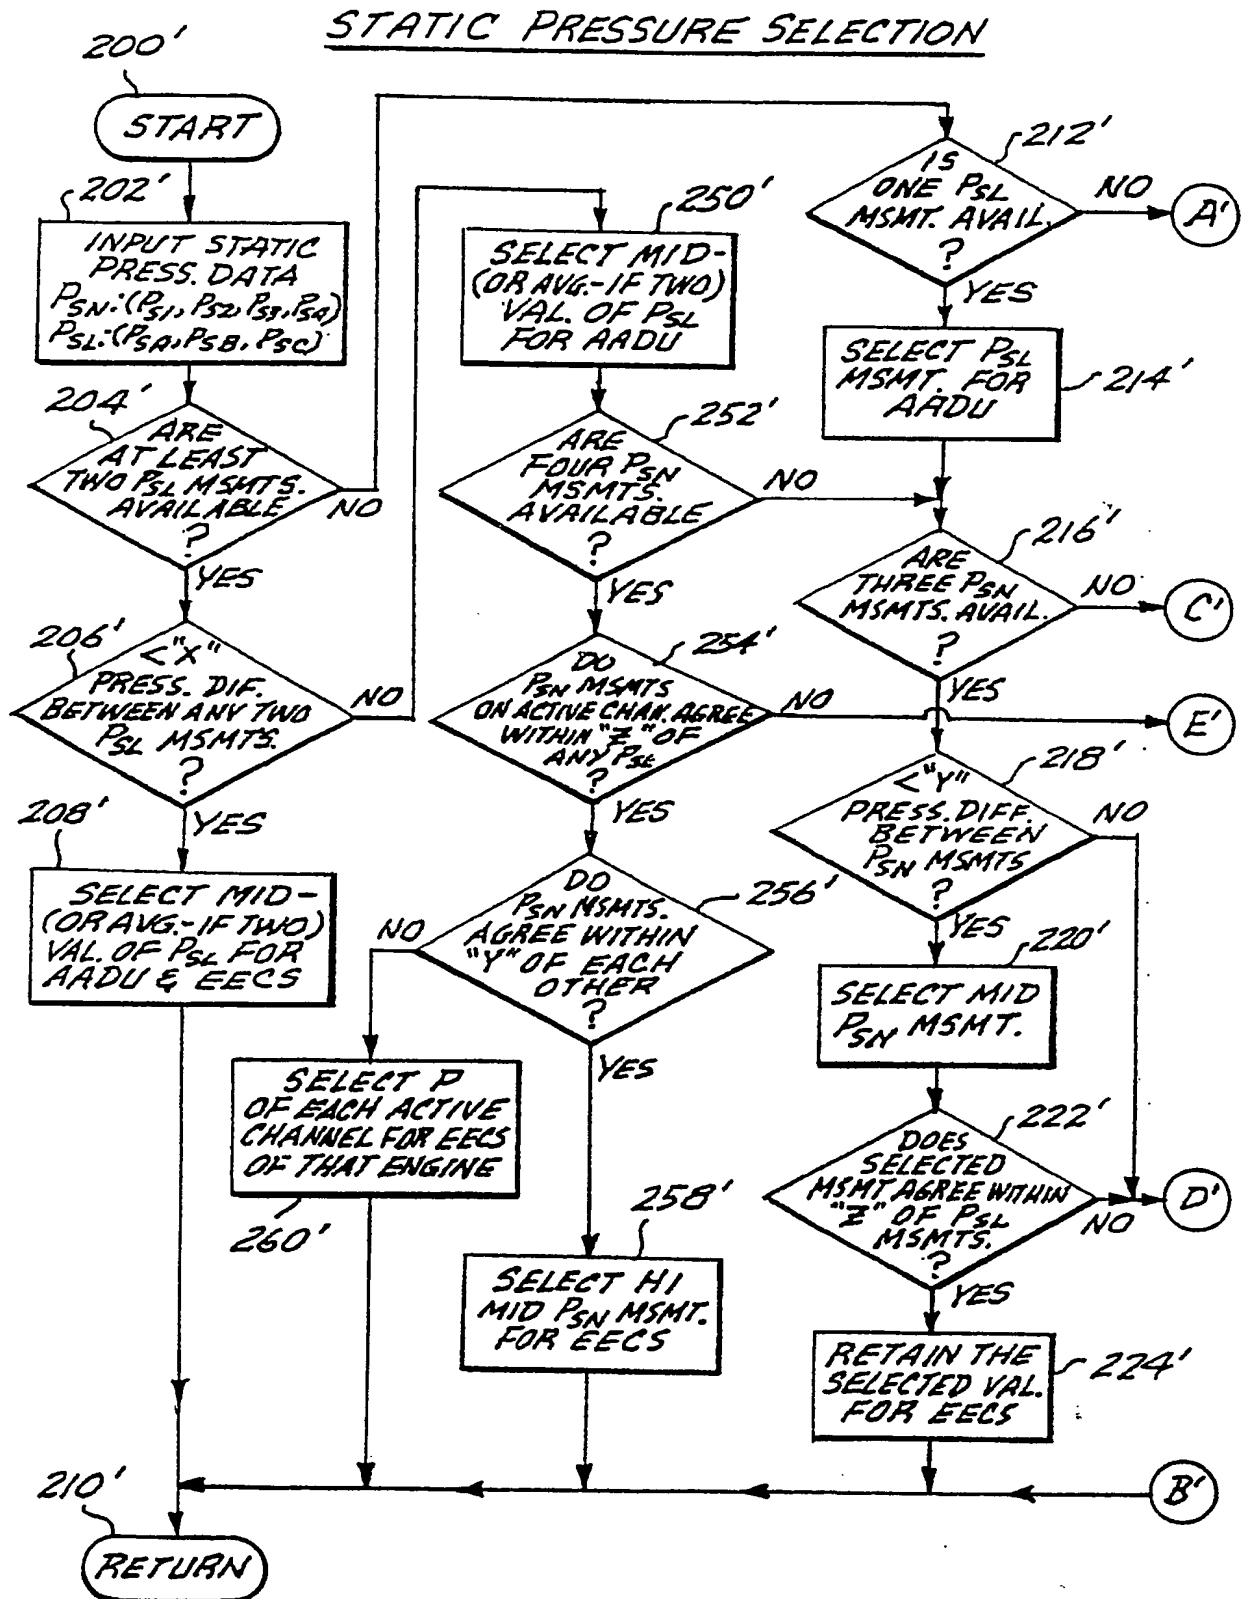 STATIC PRESSURE SELECTION
200'
START
202'
INPUT STATIC
PRESS. DATA
PSN:(PS1, PS2, PS3, PS4)
PSL:(PSA, PSB, PSC)
204'
ARE
AT LEAST
TWO PSL MSMTS.
AVAILABLE
?
NO
YES
206'
<"X"
PRESS. DIF.
BETWEEN ANY TWO
PSL MSMTS.
?
NO
YES
208'
SELECT MID-
(OR AVG.-IF TWO)
VAL. OF PSL FOR
AADU & EECS
210'
RETURN
250'
SELECT MID-
(OR AVG.-IF TWO)
VAL. OF PSL
FOR AADU
252'
ARE
FOUR PSN
MSMTS.
AVAILABLE
?
NO
YES
254'
DO
PSN MSMTS
ON ACTIVE CHAN. AGREE
WITHIN "Z" OF
ANY PSL
?
NO
YES
256'
DO
PSN MSMTS.
AGREE WITHIN
"Y" OF EACH
OTHER
?
NO
YES
SELECT P
OF EACH ACTIVE
CHANNEL FOR EECS
OF THAT ENGINE
260'
258'
SELECT HI
MID PSN MSMT.
FOR EECS
212'
IS
ONE PSL
MSMT. AVAIL.
?
NO
A'
YES
SELECT PSL
MSMT. FOR
AADU
214'
216'
ARE
THREE PSN
MSMTS. AVAIL.
?
NO
C'
YES
E'
218'
<"Y"
PRESS. DIFF.
BETWEEN
PSN MSMTS
?
NO
YES
220'
SELECT MID
PSN MSMT.
222'
DOES
SELECTED
MSMT AGREE WITHIN
"Z" OF PSL
MSMTS.
?
NO
D'
YES
RETAIN THE
SELECTED VAL.
FOR EECS
224'
B'